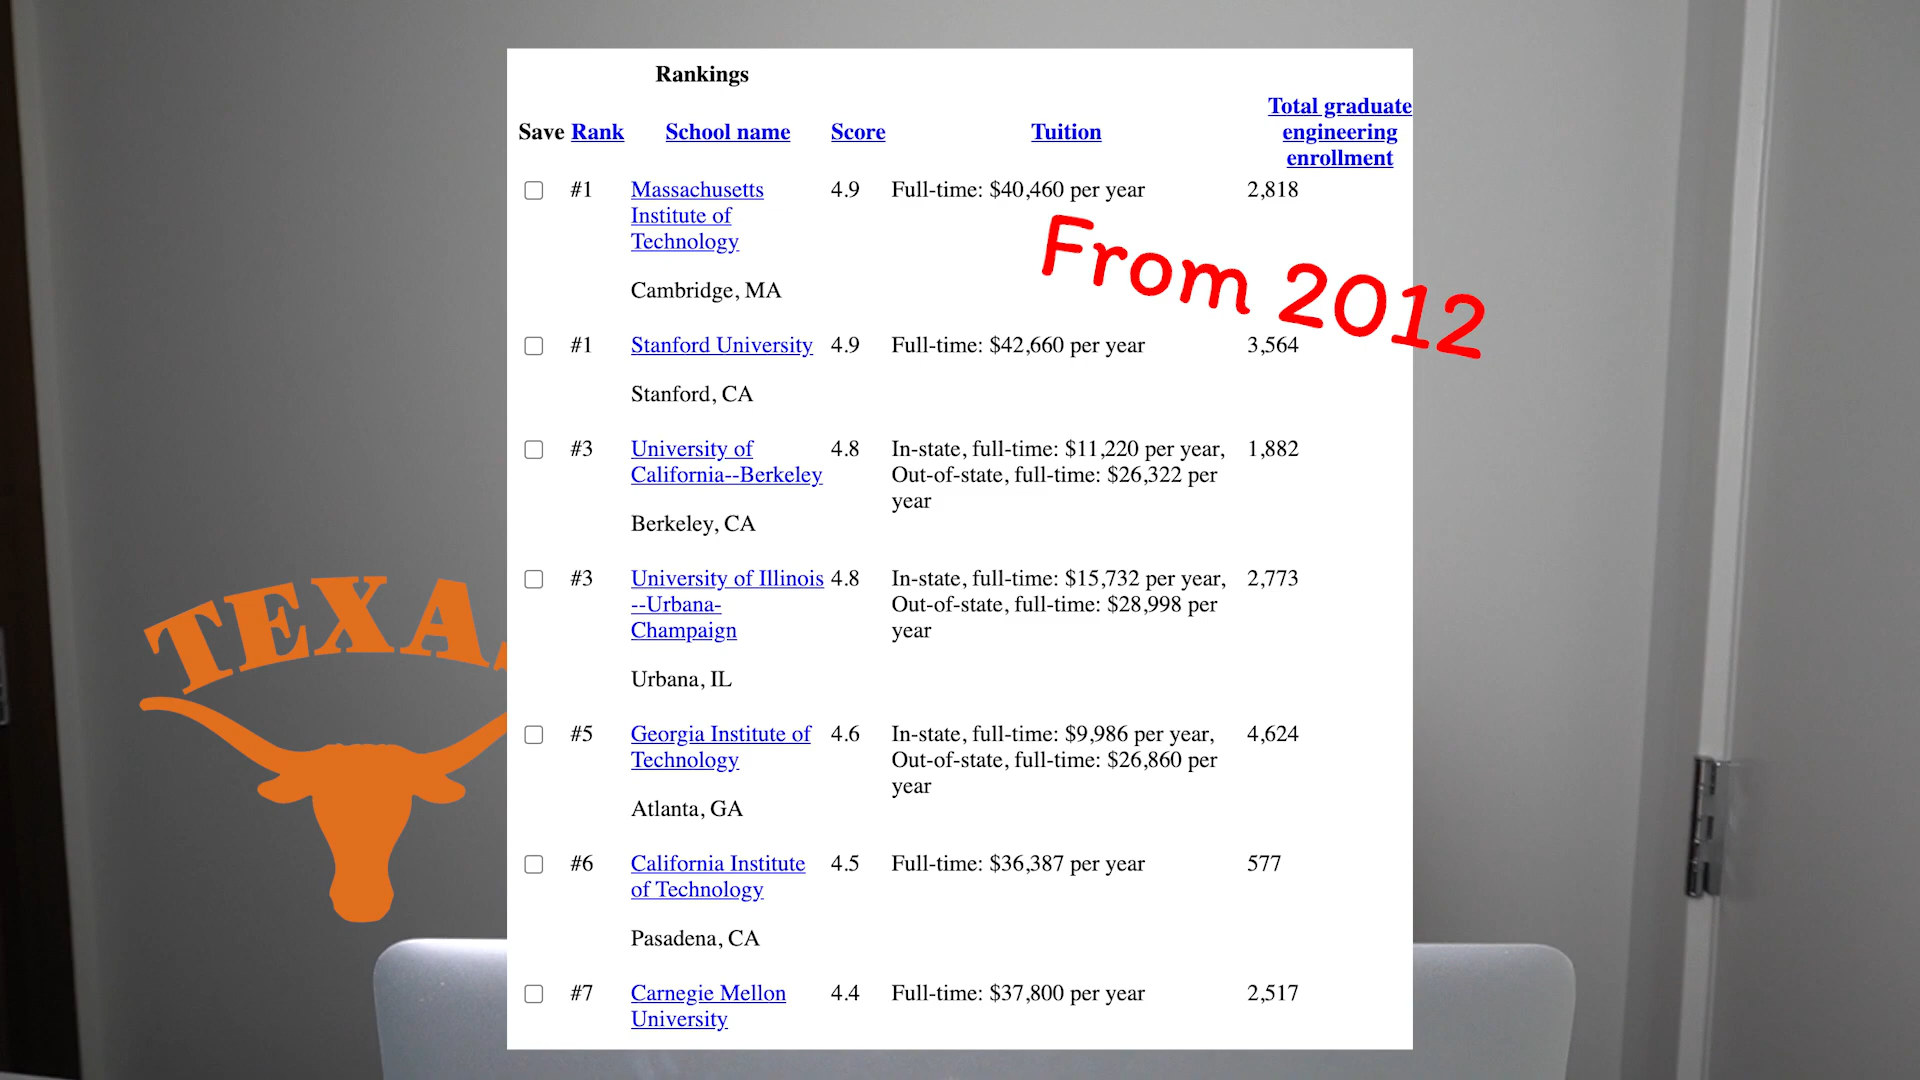 Rankings
Save Rank School name Score Tuition Total graduate
engineering
enrollment
#1 Massachusetts 4.9 Full-time: $40,460 per year 2,818
Institute of
Technology
Cambridge, MA
From 2012
#1 Stanford University 4.9 Full-time: $42,660 per year 3,564
Stanford, CA
#3 University of 4.8 In-state, full-time: $11,220 per year, 1,882
California--Berkeley Out-of-state, full-time: $26,322 per
year
Berkeley, CA
#3 University of Illinois 4.8 In-state, full-time: $15,732 per year, 2,773
--Urbana- Out-of-state, full-time: $28,998 per
Champaign year
Urbana, IL
#5 Georgia Institute of 4.6 In-state, full-time: $9,986 per year, 4,624
Technology Out-of-state, full-time: $26,860 per
year
Atlanta, GA
#6 California Institute 4.5 Full-time: $36,387 per year 577
of Technology
Pasadena, CA
#7 Carnegie Mellon 4.4 Full-time: $37,800 per year 2,517
University
TEXAS